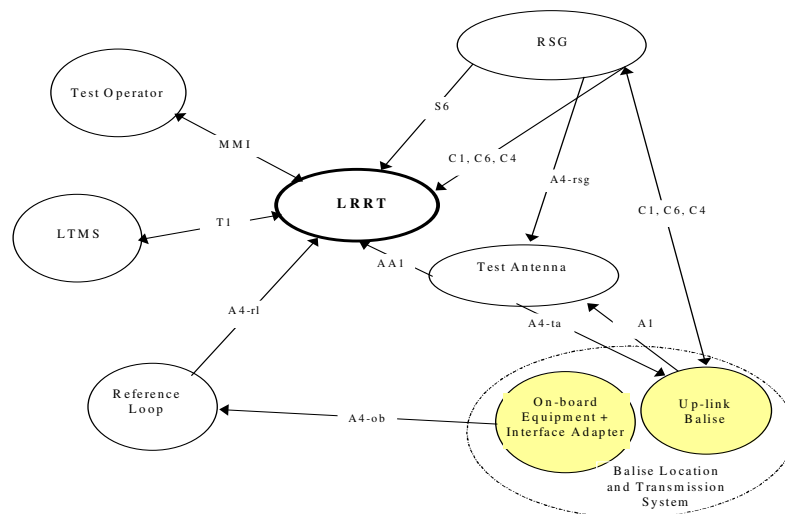 RSG
Test Operator
S6
MMI
C1, C6, C4
A4-rsg
LRRT
C1, C6, C4
T1
LTMS
AA1
Test Antenna
A4-rl
A4-ta
A1
Reference
Loop
A4-ob
On-board
Equipment +
Interface Adapter
Up-link
Balise
Balise Location
and Transmission
System